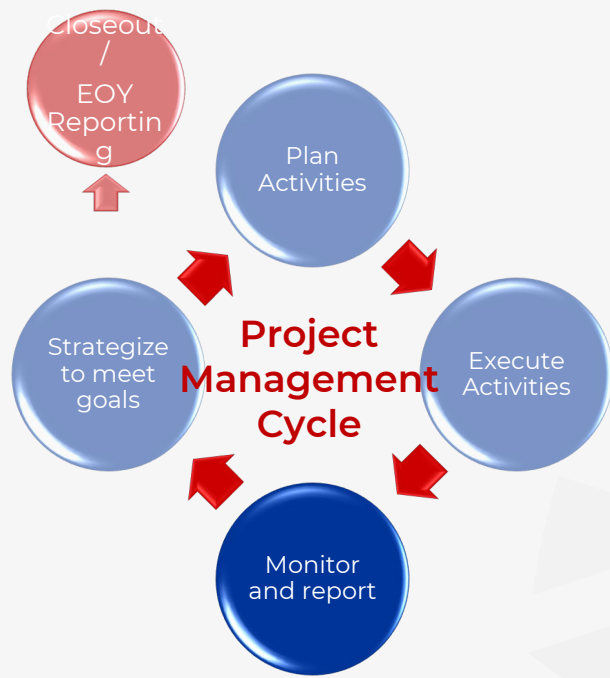 Closeout
/
EOY
Reportin
g
Plan
Activities
Strategize
to meet
goals
Project
Management
Cycle
Execute
Activities
Monitor
and report